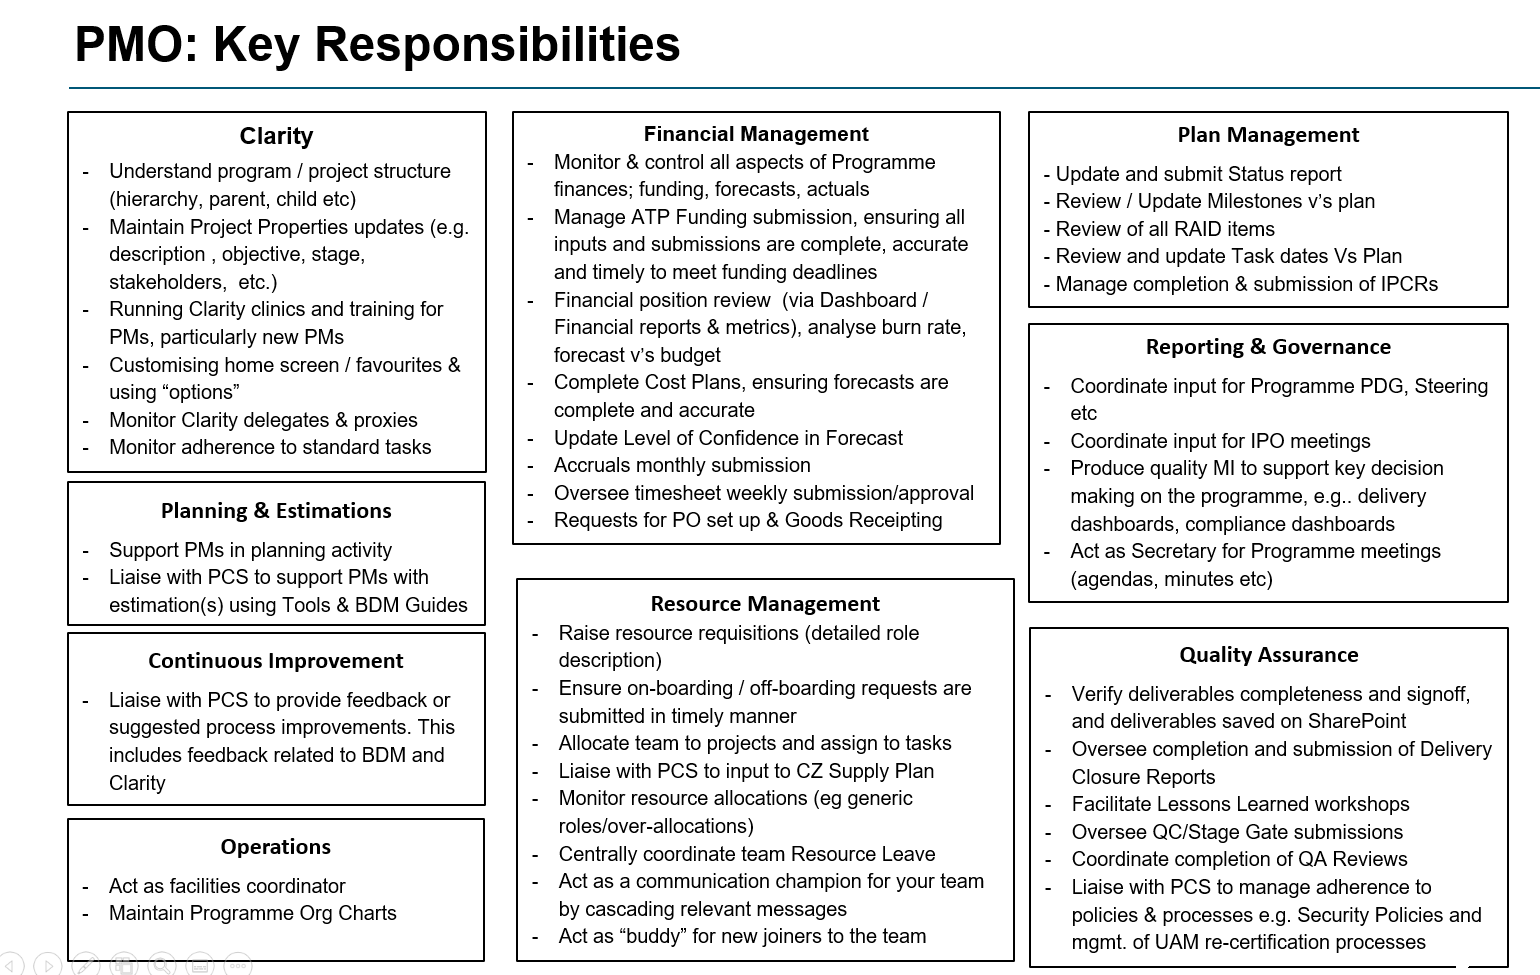 PMO: Key Responsibilities
Clarity
- Understand program / project structure
(hierarchy, parent, child etc)
- Maintain Project Properties updates (e.g.
description , objective, stage,
stakeholders,  etc.)
- Running Clarity clinics and training for
PMs, particularly new PMs
- Customising home screen / favourites &
using “options”
- Monitor Clarity delegates & proxies
- Monitor adherence to standard tasks
Planning & Estimations
- Support PMs in planning activity
- Liaise with PCS to support PMs with
estimation(s) using Tools & BDM Guides
Continuous Improvement
- Liaise with PCS to provide feedback or
suggested process improvements. This
includes feedback related to BDM and
Clarity
Operations
- Act as facilities coordinator
- Maintain Programme Org Charts
Financial Management
- Monitor & control all aspects of Programme
finances; funding, forecasts, actuals
- Manage ATP Funding submission, ensuring all
inputs and submissions are complete, accurate
and timely to meet funding deadlines
- Financial position review  (via Dashboard /
Financial reports & metrics), analyse burn rate,
forecast v’s budget
- Complete Cost Plans, ensuring forecasts are
complete and accurate
- Update Level of Confidence in Forecast
- Accruals monthly submission
- Oversee timesheet weekly submission/approval
- Requests for PO set up & Goods Receipting
Resource Management
- Raise resource requisitions (detailed role
description)
- Ensure on-boarding / off-boarding requests are
submitted in timely manner
- Allocate team to projects and assign to tasks
- Liaise with PCS to input to CZ Supply Plan
- Monitor resource allocations (eg generic
roles/over-allocations)
- Centrally coordinate team Resource Leave
- Act as a communication champion for your team
by cascading relevant messages
- Act as “buddy” for new joiners to the team
Plan Management
- Update and submit Status report
- Review / Update Milestones v’s plan
- Review of all RAID items
- Review and update Task dates Vs Plan
- Manage completion & submission of IPCRs
Reporting & Governance
- Coordinate input for Programme PDG, Steering
etc
- Coordinate input for IPO meetings
- Produce quality MI to support key decision
making on the programme, e.g.. delivery
dashboards, compliance dashboards
- Act as Secretary for Programme meetings
(agendas, minutes etc)
Quality Assurance
- Verify deliverables completeness and signoff,
and deliverables saved on SharePoint
- Oversee completion and submission of Delivery
Closure Reports
- Facilitate Lessons Learned workshops
- Oversee QC/Stage Gate submissions
- Coordinate completion of QA Reviews
- Liaise with PCS to manage adherence to
policies & processes e.g. Security Policies and
mgmt. of UAM re-certification processes